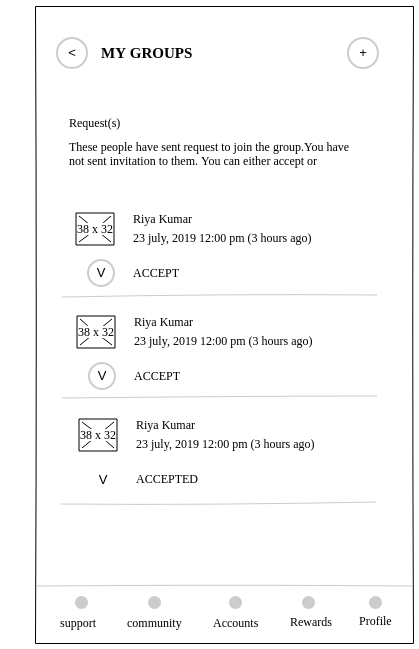 < MY GROUPS +
Request(s)
These people have sent request to join the group.You have
not sent invitation to them. You can either accept or
38 x 32 Riya Kumar
23 july, 2019 12:00 pm (3 hours ago)
V ACCEPT
38 x 32 Riya Kumar
23 july, 2019 12:00 pm (3 hours ago)
V ACCEPT
38 x 32 Riya Kumar
23 july, 2019 12:00 pm (3 hours ago)
V ACCEPTED
support community Accounts Rewards Profile